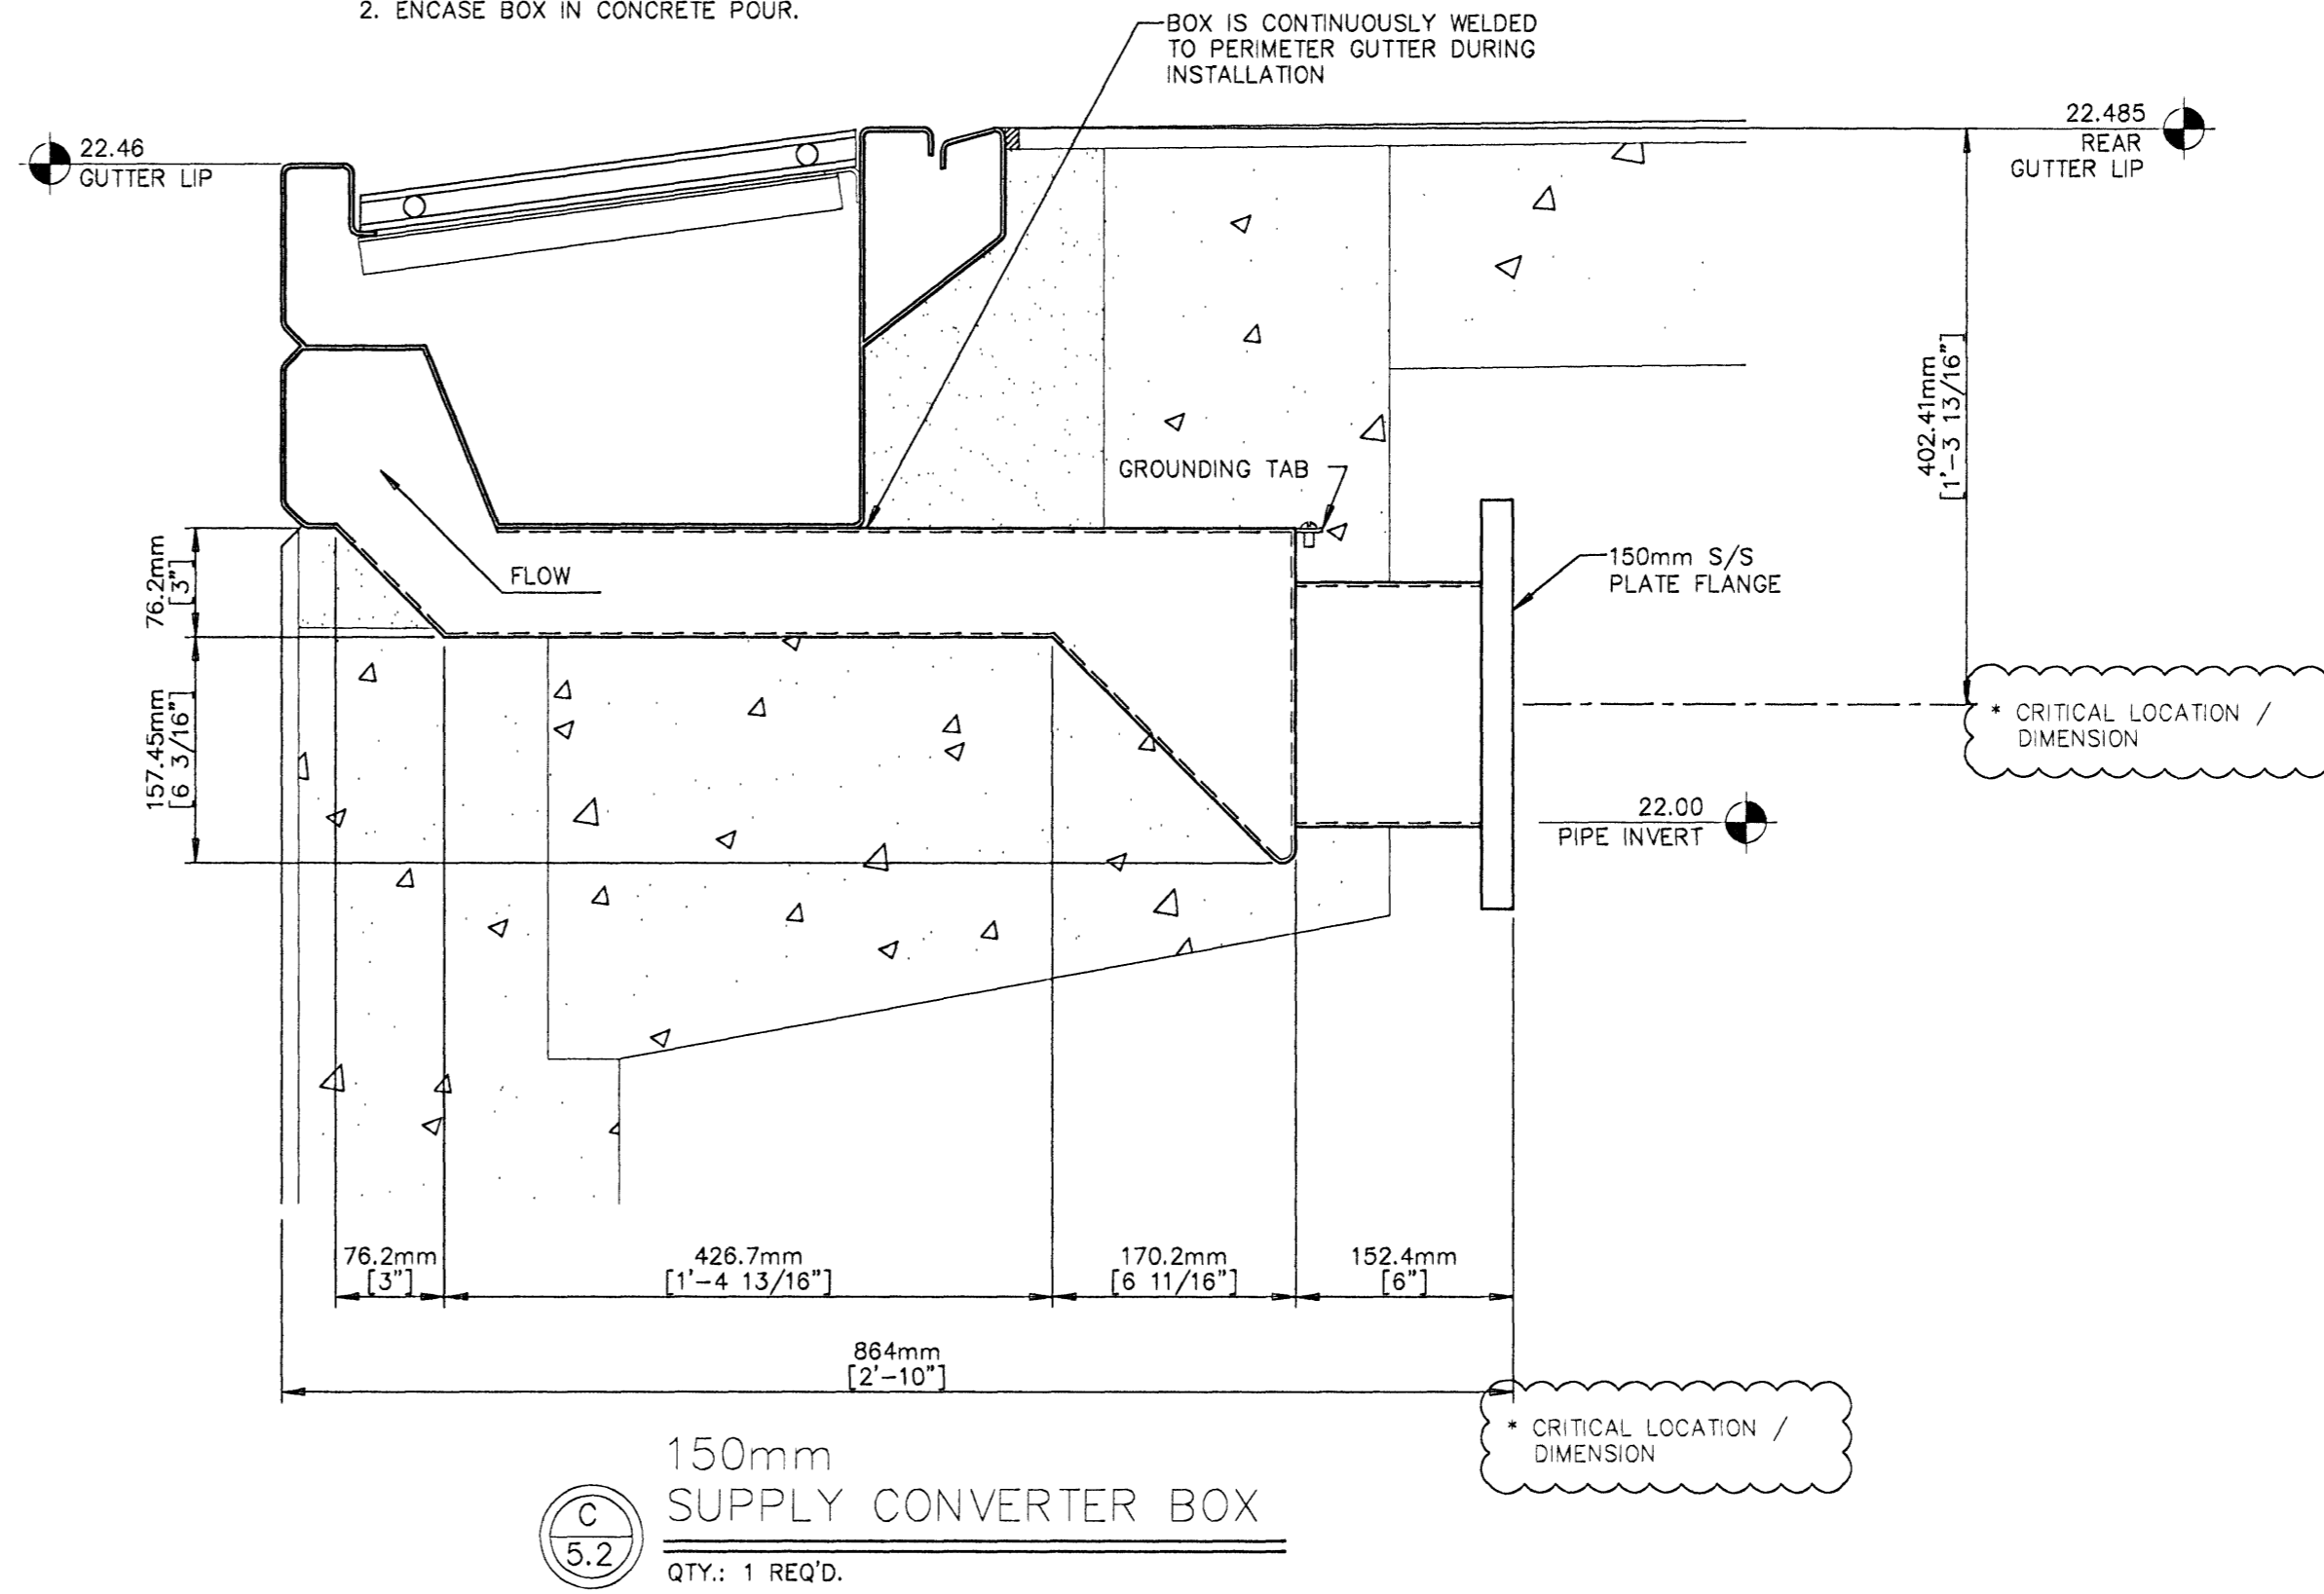 2. ENCASE BOX IN CONCRETE POUR.
BOX IS CONTINUOUSLY WELDED
TO PERIMETER GUTTER DURING
INSTALLATION
22.46
GUTTER LIP
22.485
REAR
GUTTER LIP
402.41mm
[1'-3 13/16"]
GROUNDING TAB
76.2mm
[3"]
FLOW
150mm S/S
PLATE FLANGE
157.45mm
[6 3/16"]
* CRITICAL LOCATION /
DIMENSION
22.00
PIPE INVERT
76.2mm
[3"]
426.7mm
[1'-4 13/16"]
170.2mm
[6 11/16"]
152.4mm
[6"]
864mm
[2'-10"]
* CRITICAL LOCATION /
DIMENSION
150mm
SUPPLY CONVERTER BOX
C
5.2
QTY.: 1 REQ'D.